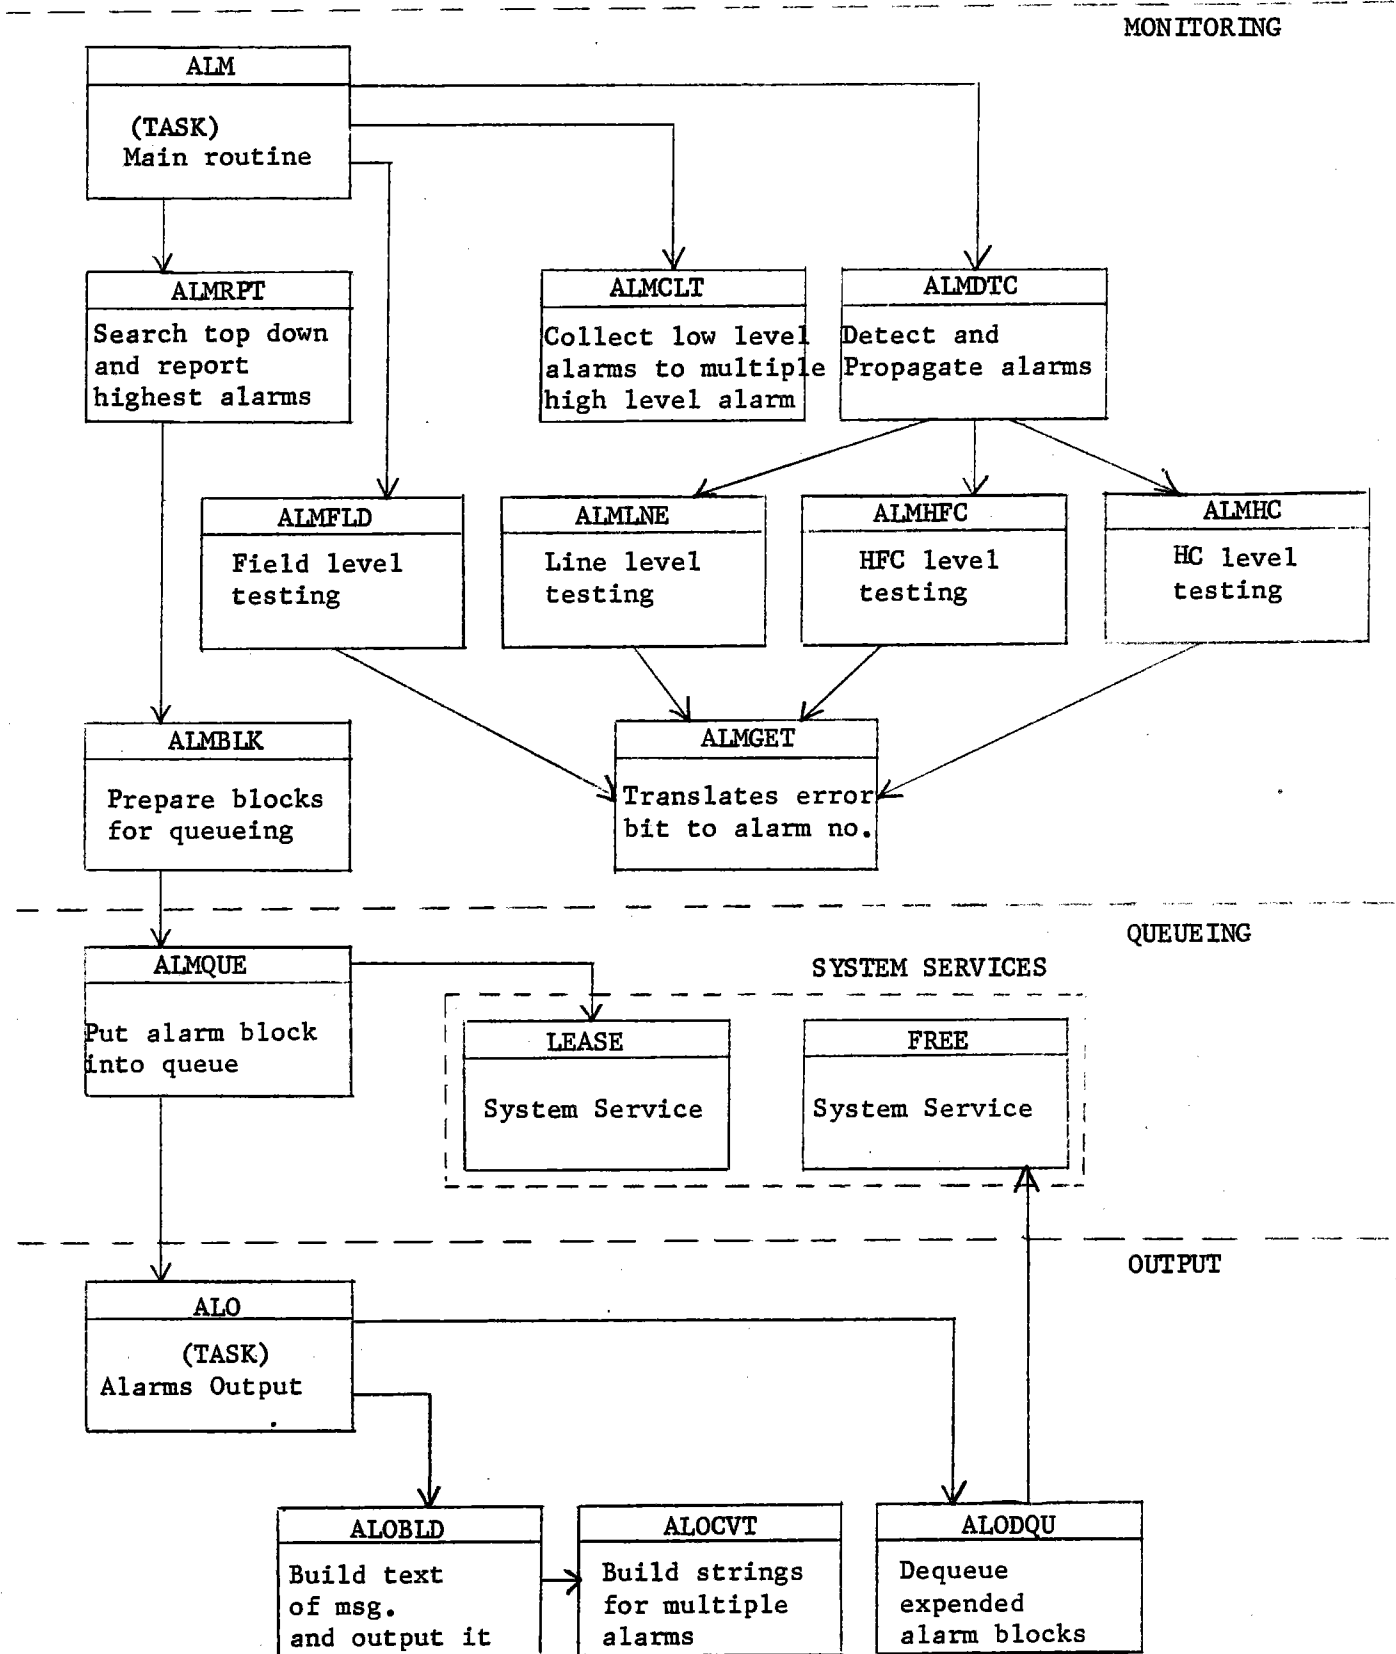 MONITORING
ALM
(TASK)
Main routine
ALMRPT
Search top down
and report
highest alarms
ALMCLT
Collect low level
alarms to multiple
high level alarm
ALMDTC
Detect and
Propagate alarms
ALMFLD
Field level
testing
ALMLNE
Line level
testing
ALMHFC
HFC level
testing
ALMHC
HC level
testing
ALMBLK
Prepare blocks
for queueing
ALMGET
Translates error
bit to alarm no.
QUEUEING
ALMQUE
Put alarm block
into queue
SYSTEM SERVICES
LEASE
System Service
FREE
System Service
OUTPUT
ALO
(TASK)
Alarms Output
ALOBLD
Build text
of msg.
and output it
ALOCVT
Build strings
for multiple
alarms
ALODQU
Dequeue
expended
alarm blocks